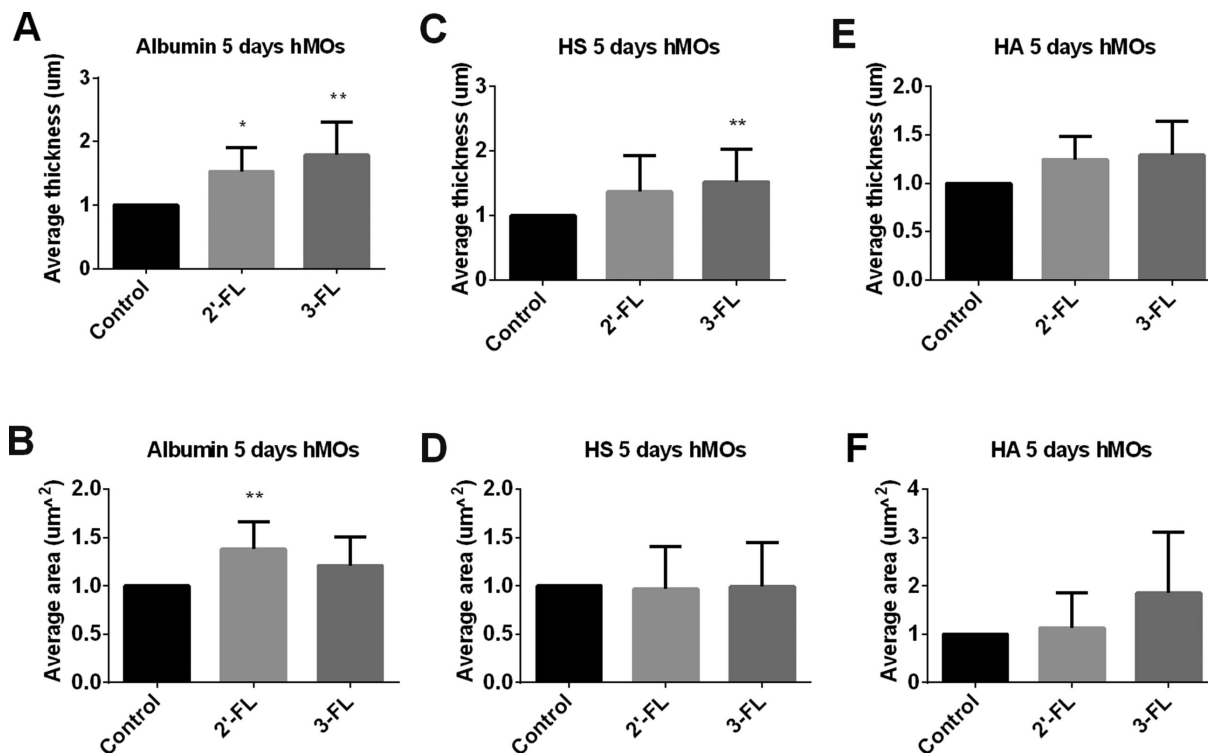 A
Albumin 5 days hMOs
Average thickness (um)
3
2
1
0
*
**
Control
2'-FL
3-FL
C
HS 5 days hMOs
Average thickness (um)
3
2
1
0
**
Control
2'-FL
3-FL
E
HA 5 days hMOs
Average thickness (um)
2.0
1.5
1.0
0.5
0.0
Control
2'-FL
3-FL
B
Albumin 5 days hMOs
Average area (um^2)
2.0
1.5
1.0
0.5
0.0
**
Control
2'-FL
3-FL
D
HS 5 days hMOs
Average area (um^2)
2.0
1.5
1.0
0.5
0.0
Control
2'-FL
3-FL
F
HA 5 days hMOs
Average area (um^2)
4
3
2
1
0
Control
2'-FL
3-FL